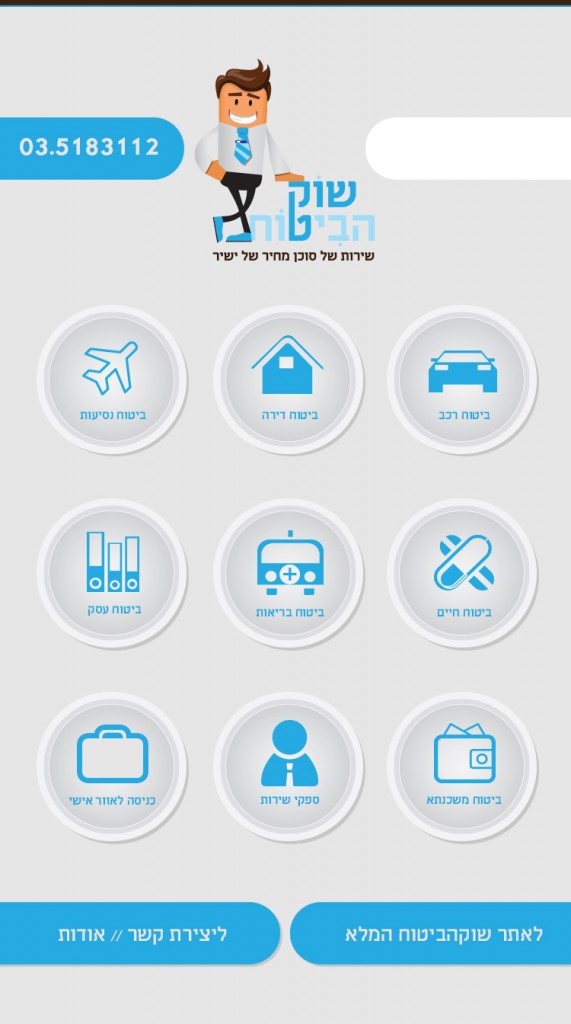 03.5183112
שוק
הביטוח
שירות של סוכן מחיר של ישיר
ביטוח רכב
ביטוח דירה
ביטוח נסיעות
ביטוח חיים
ביטוח בריאות
ביטוח עסק
ביטוח משכנתא
ספקי שירות
כניסה לאזור אישי
לאתר שוקהביטוח המלא
ליצירת קשר // אודות